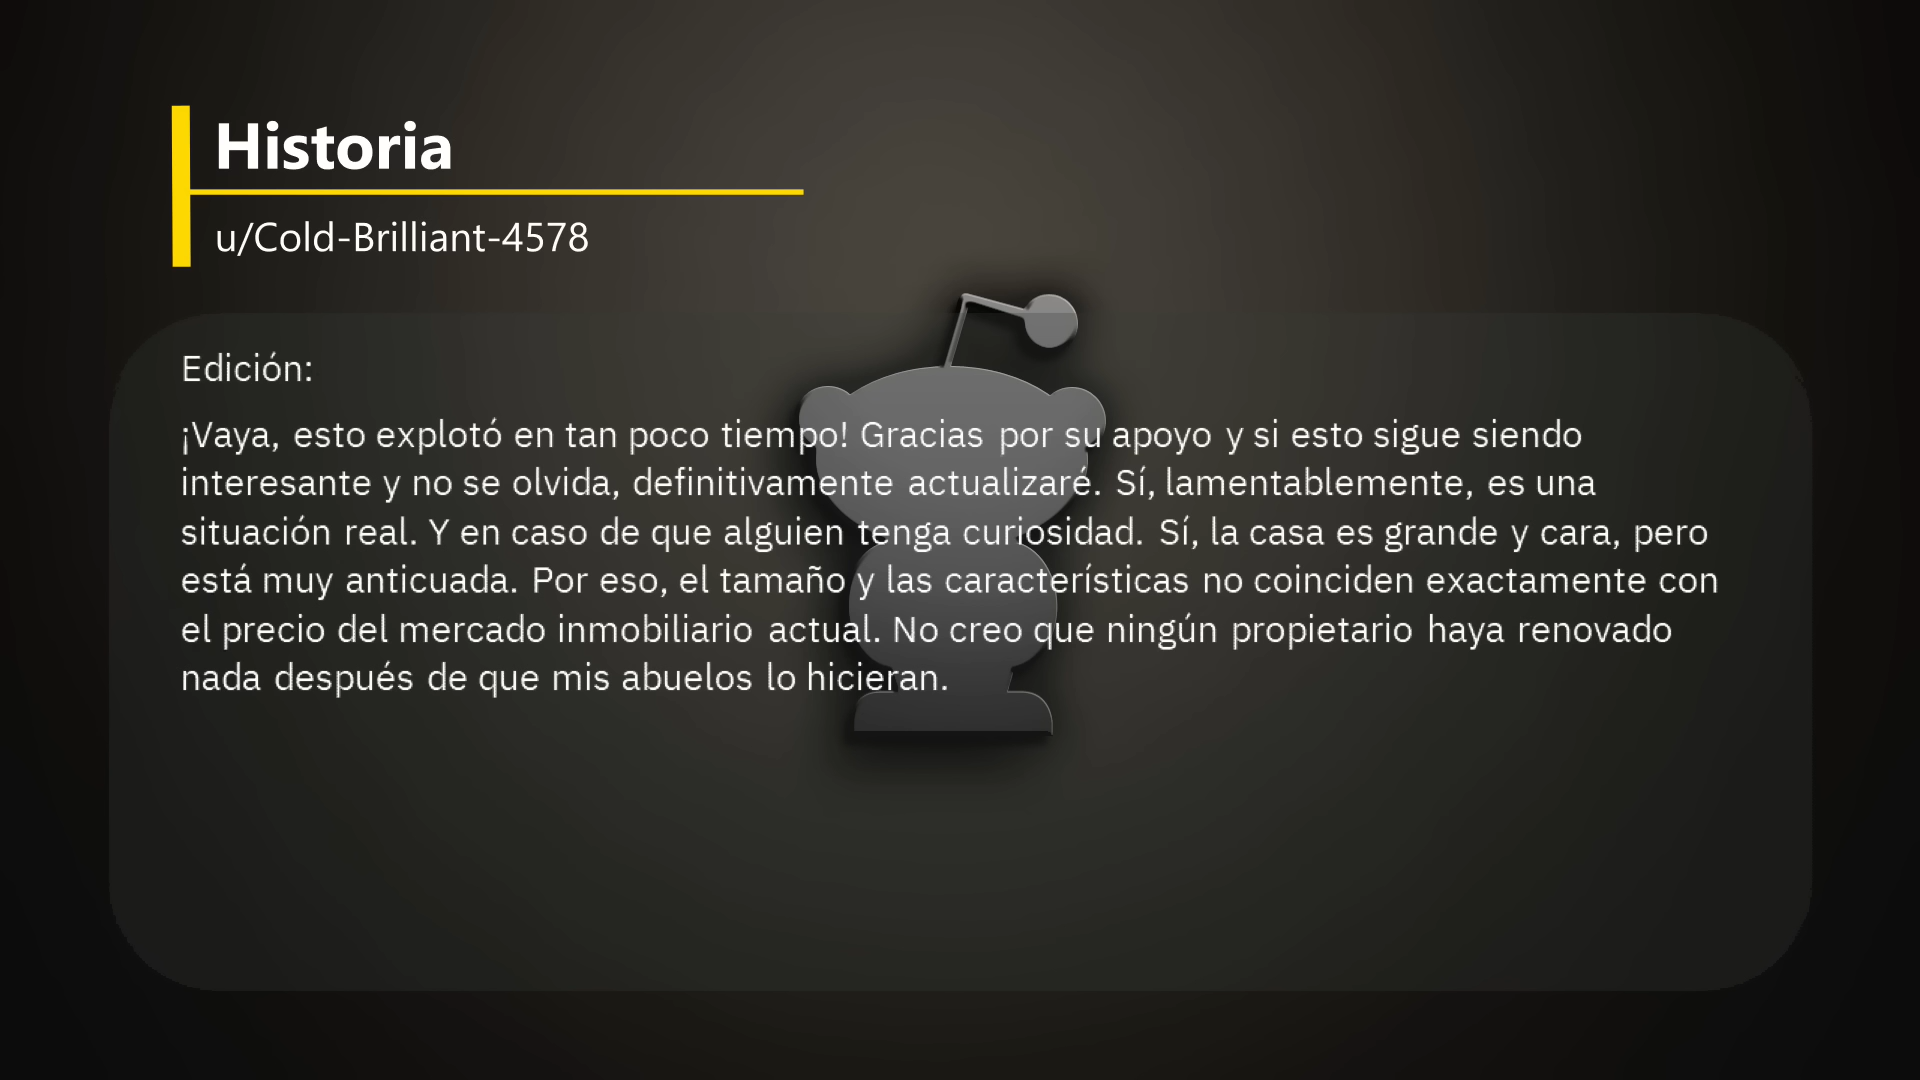 Historia
u/Cold-Brilliant-4578
Edición:
¡Vaya, esto explotó en tan poco tiempo! Gracias por su apoyo y si esto sigue siendo
interesante y no se olvida, definitivamente actualizaré. Sí, lamentablemente, es una
situación real. Y en caso de que alguien tenga curiosidad. Sí, la casa es grande y cara, pero
está muy anticuada. Por eso, el tamaño y las características no coinciden exactamente con
el precio del mercado inmobiliario actual. No creo que ningún propietario haya renovado
nada después de que mis abuelos lo hicieran.